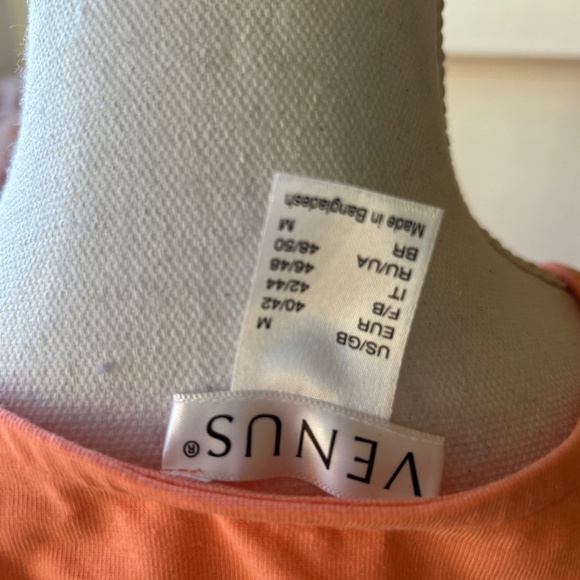 VENUS®
US/GB M
EUR 40/42
F/B 42/44
IT 46/48
RU/UA 48/50
BR M
Made in Bangladesh